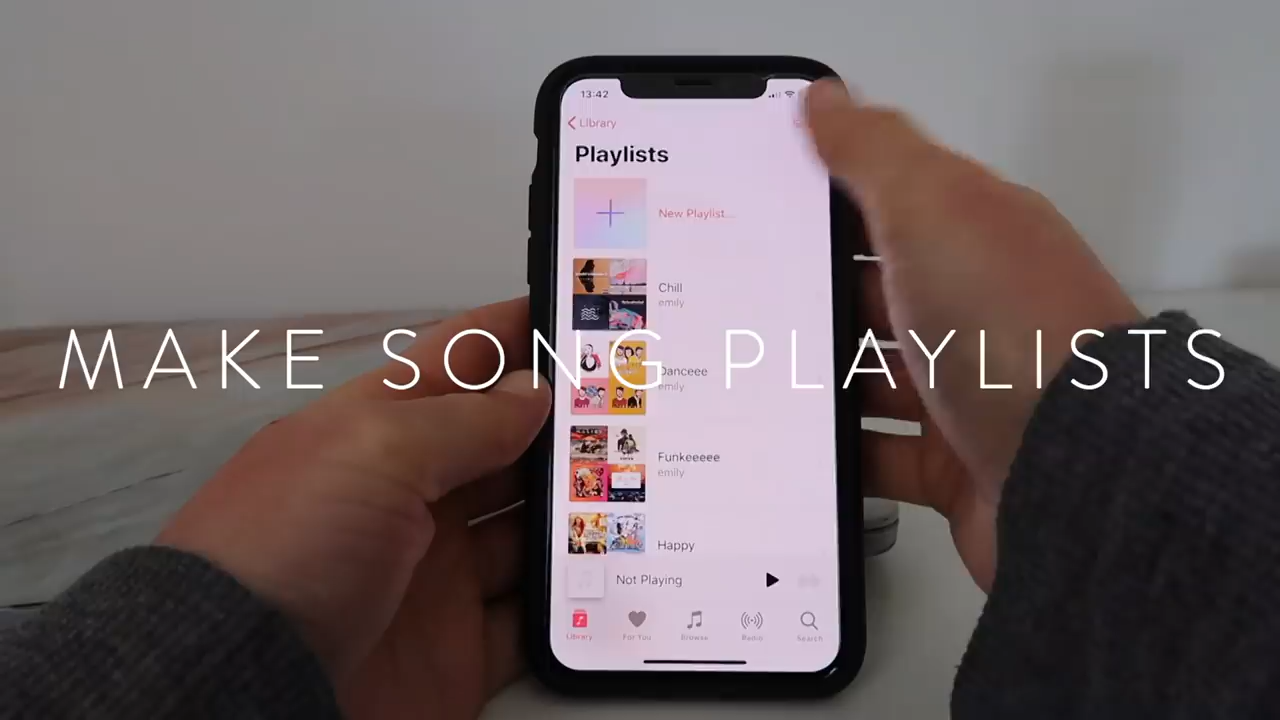 13:42
Library
Playlists
New Playlist...
Chill
emily
MAKE SONG PLAYLISTS
Danceee
emily
Funkeeeee
emily
Happy
Not Playing
Library
For You
Browse
Radio
Search